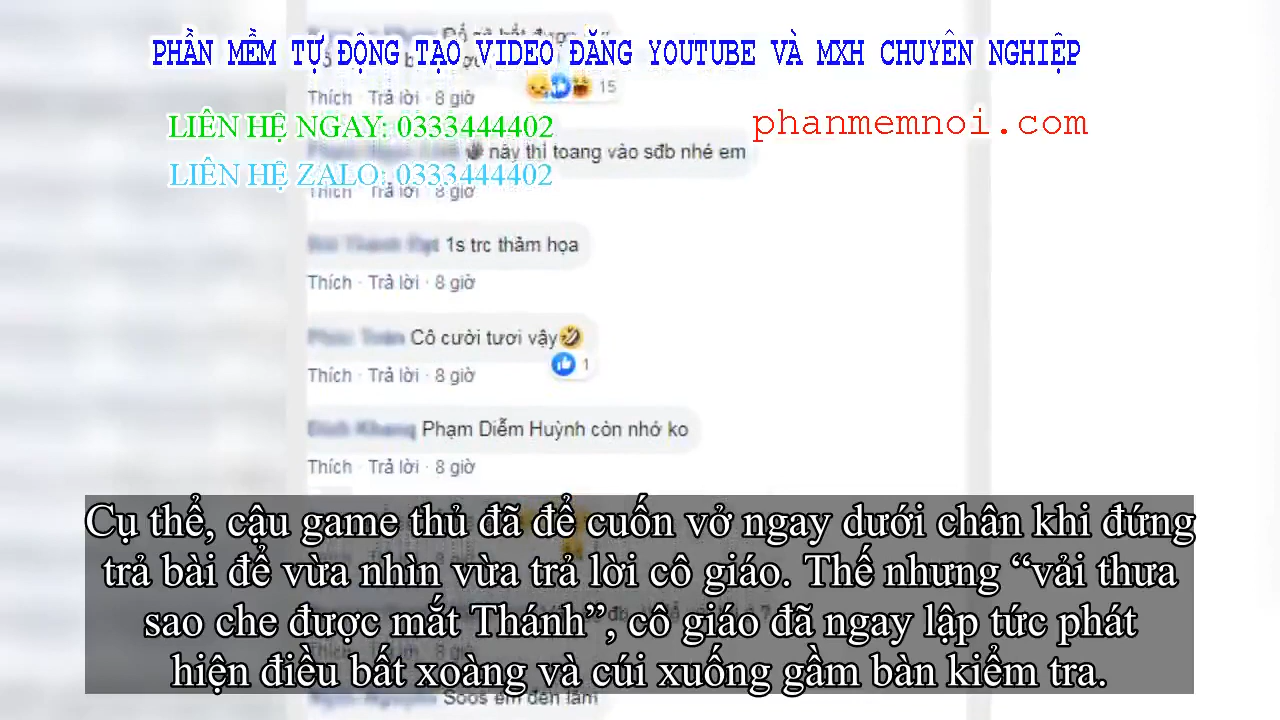 PHẦN MỀM TỰ ĐỘNG TẠO VIDEO ĐĂNG YOUTUBE VÀ MXH CHUYÊN NGHIỆP
15
Thích · Trả lời · 8 giờ
LIÊN HỆ NGAY: 0333444402
phanmemnoi.com
này thì toang vào sđb nhé em
LIÊN HỆ ZALO: 0333444402
Thích · Trả lời · 8 giờ
1s trc thảm họa
Thích · Trả lời · 8 giờ
Cô cười tươi vậy🤣
1
Thích · Trả lời · 8 giờ
Phạm Diễm Huỳnh còn nhớ ko
Thích · Trả lời · 8 giờ
Cụ thể, cậu game thủ đã để cuốn vở ngay dưới chân khi đứng
trả bài để vừa nhìn vừa trả lời cô giáo. Thế nhưng “vải thưa
sao che được mắt Thánh”, cô giáo đã ngay lập tức phát
hiện điều bất xoàng và cúi xuống gầm bàn kiểm tra.
Soos em đen lắm